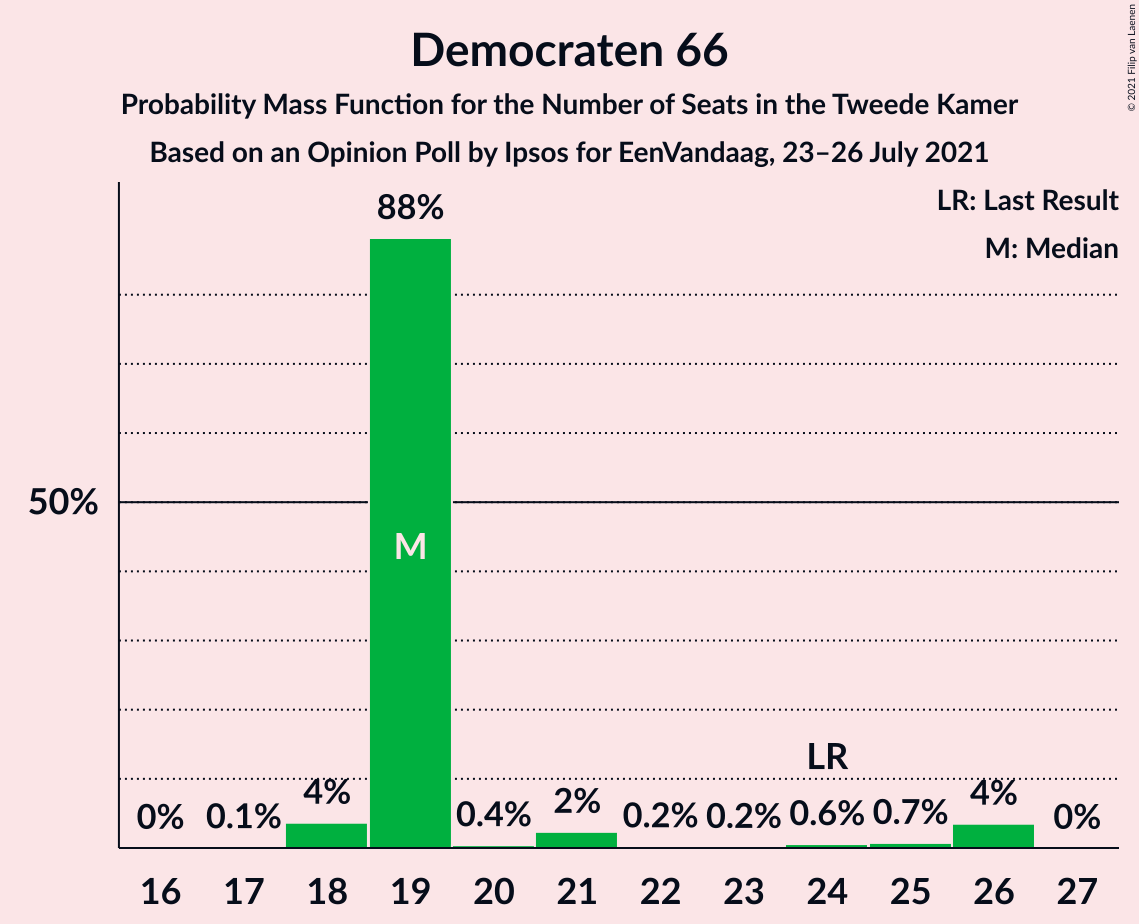 Democraten 66
Probability Mass Function for the Number of Seats in the Tweede Kamer
Based on an Opinion Poll by Ipsos for EenVandaag, 23–26 July 2021
© 2021 Filip van Laenen
LR: Last Result
M: Median
50%
88%
M
LR
0% 0.1% 4% 0.4% 2% 0.2% 0.2% 0.6% 0.7% 4% 0%
16 17 18 19 20 21 22 23 24 25 26 27